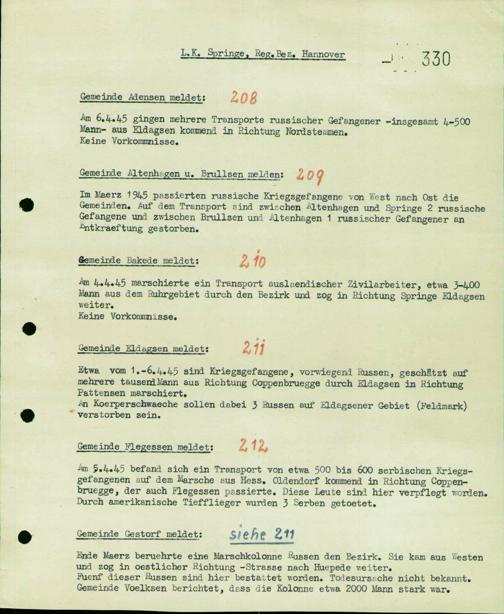 L.K. Springe, Reg.Bez. Hannover
330
Gemeinde Adensen meldet: 208
Am 6.4.45 gingen mehrere Transporte russischer Gefangener -insgesamt 4-500
Mann- aus Eldagsen kommend in Richtung Nordstemmen.
Keine Vorkommnisse.
Gemeinde Altenhagen u. Brullsen melden: 209
Im Maerz 1945 passierten russische Kriegsgefangene von West nach Ost die
Gemeinden. Auf dem Transport sind zwischen Altenhagen und Springe 2 russische
Gefangene und zwischen Brullsen und Altenhagen 1 russischer Gefangener an
Entkraeftung gestorben.
Gemeinde Bakede meldet: 210
Am 4.4.45 marschierte ein Transport auslaendischer Zivilarbeiter, etwa 3-400
Mann aus dem Ruhrgebiet durch den Bezirk und zog in Richtung Springe Eldagsen
weiter.
Keine Vorkommnisse.
Gemeinde Eldagsen meldet: 211
Etwa vom 1.-6.4.45 sind Kriegsgefangene, vorwiegend Russen, geschätzt auf
mehrere tausend Mann aus Richtung Coppenbruegge durch Eldagsen in Richtung
Pattensen marschiert.
An Koerperschwaeche sollen dabei 3 Russen auf Eldagsener Gebiet (Feldmark)
verstorben sein.
Gemeinde Flegessen meldet: 212
Am 5.4.45 befand sich ein Transport von etwa 500 bis 600 serbischen Kriegs-
gefangenen auf dem Marsche aus Hess. Oldendorf kommend in Richtung Coppen-
bruegge, der auch Flegessen passierte. Diese Leute sind hier verpflegt worden.
Durch amerikanische Tiefflieger wurden 3 Serben getoetet.
Gemeinde Gestorf meldet: siehe 211
Ende Maerz beruehrte eine Marschkolonne Russen den Bezirk. Sie kam aus Westen
und zog in oestlicher Richtung -Strasse nach Huepede weiter.
Fuenf dieser Russen sind hier bestattet worden. Todesursache nicht bekannt.
Gemeinde Voelksen berichtet, dass die Kolonne etwa 2000 Mann stark war.